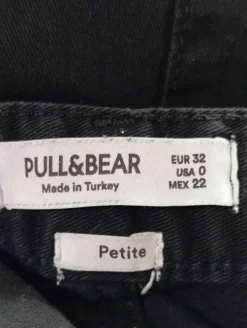 PULL&BEAR
Made in Turkey
EUR 32
USA 0
MEX 22
Petite